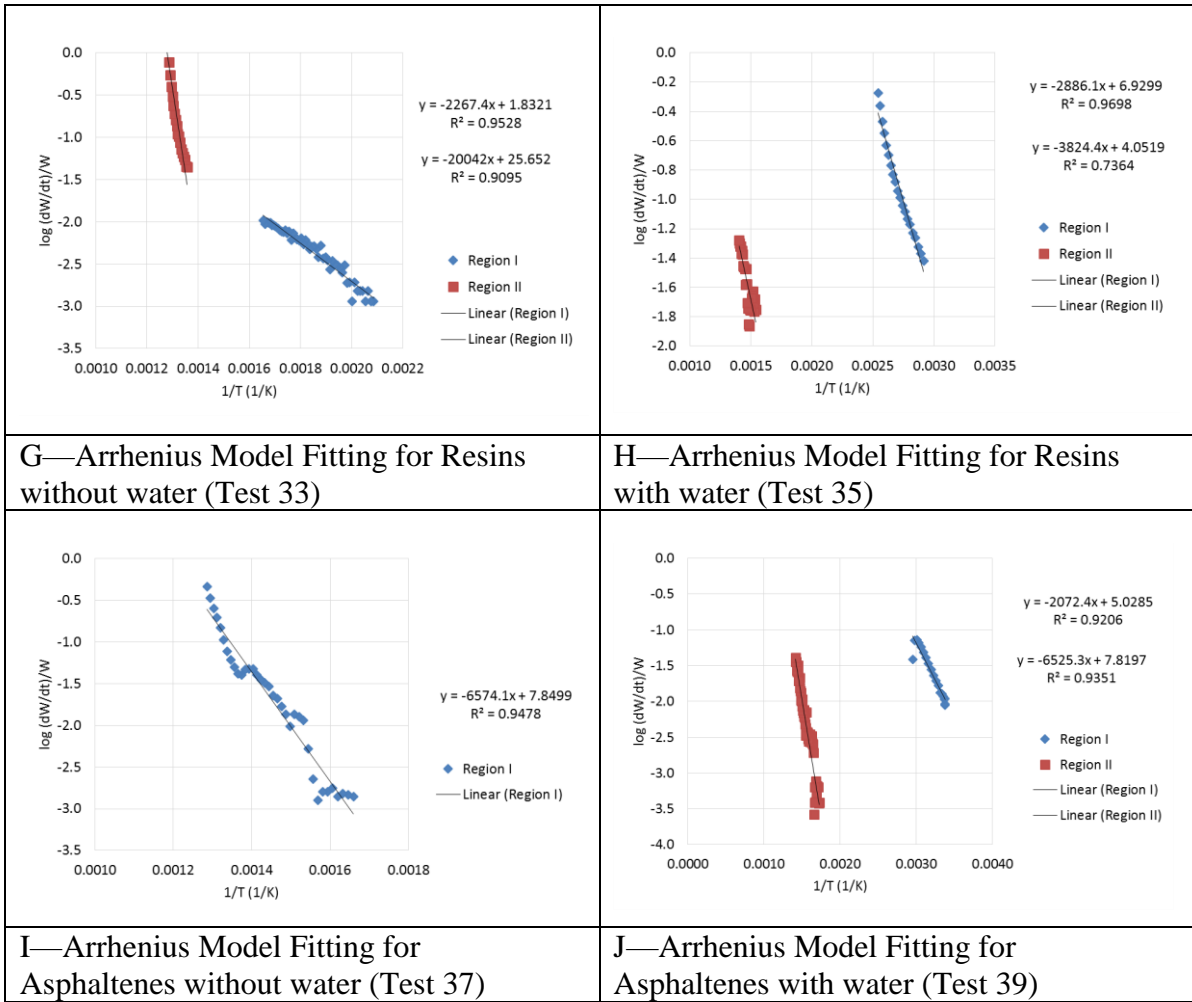 0.0
-0.5
-1.0
-1.5
-2.0
-2.5
-3.0
-3.5
log (dW/dt)/W
0.0010 0.0012 0.0014 0.0016 0.0018 0.0020 0.0022
1/T (1/K)
y = -2267.4x + 1.8321
R² = 0.9528
y = -20042x + 25.652
R² = 0.9095
Region I
Region II
Linear (Region I)
Linear (Region II)
0.0
-0.2
-0.4
-0.6
-0.8
-1.0
-1.2
-1.4
-1.6
-1.8
-2.0
log (dW/dt)/W
0.0010 0.0015 0.0020 0.0025 0.0030 0.0035
1/T (1/K)
y = -2886.1x + 6.9299
R² = 0.9698
y = -3824.4x + 4.0519
R² = 0.7364
Region I
Region II
Linear (Region I)
Linear (Region II)
G—Arrhenius Model Fitting for Resins
without water (Test 33)
H—Arrhenius Model Fitting for Resins
with water (Test 35)
0.0
-0.5
-1.0
-1.5
-2.0
-2.5
-3.0
-3.5
log (dW/dt)/W
0.0010 0.0012 0.0014 0.0016 0.0018
1/T (1/K)
y = -6574.1x + 7.8499
R² = 0.9478
Region I
Linear (Region I)
0.0
-0.5
-1.0
-1.5
-2.0
-2.5
-3.0
-3.5
-4.0
log (dW/dt)/W
0.0000 0.0010 0.0020 0.0030 0.0040
1/T (1/K)
y = -2072.4x + 5.0285
R² = 0.9206
y = -6525.3x + 7.8197
R² = 0.9351
Region I
Region II
Linear (Region I)
Linear (Region II)
I—Arrhenius Model Fitting for
Asphaltenes without water (Test 37)
J—Arrhenius Model Fitting for
Asphaltenes with water (Test 39)